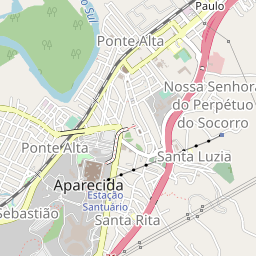 Paulo
o Sul
Ponte Alta
Nossa Senhora
do Perpétuo
do Socorro
Ponte Alta
Santa Luzia
Aparecida
Estação
Santuário
Sebastião
Santa Rita